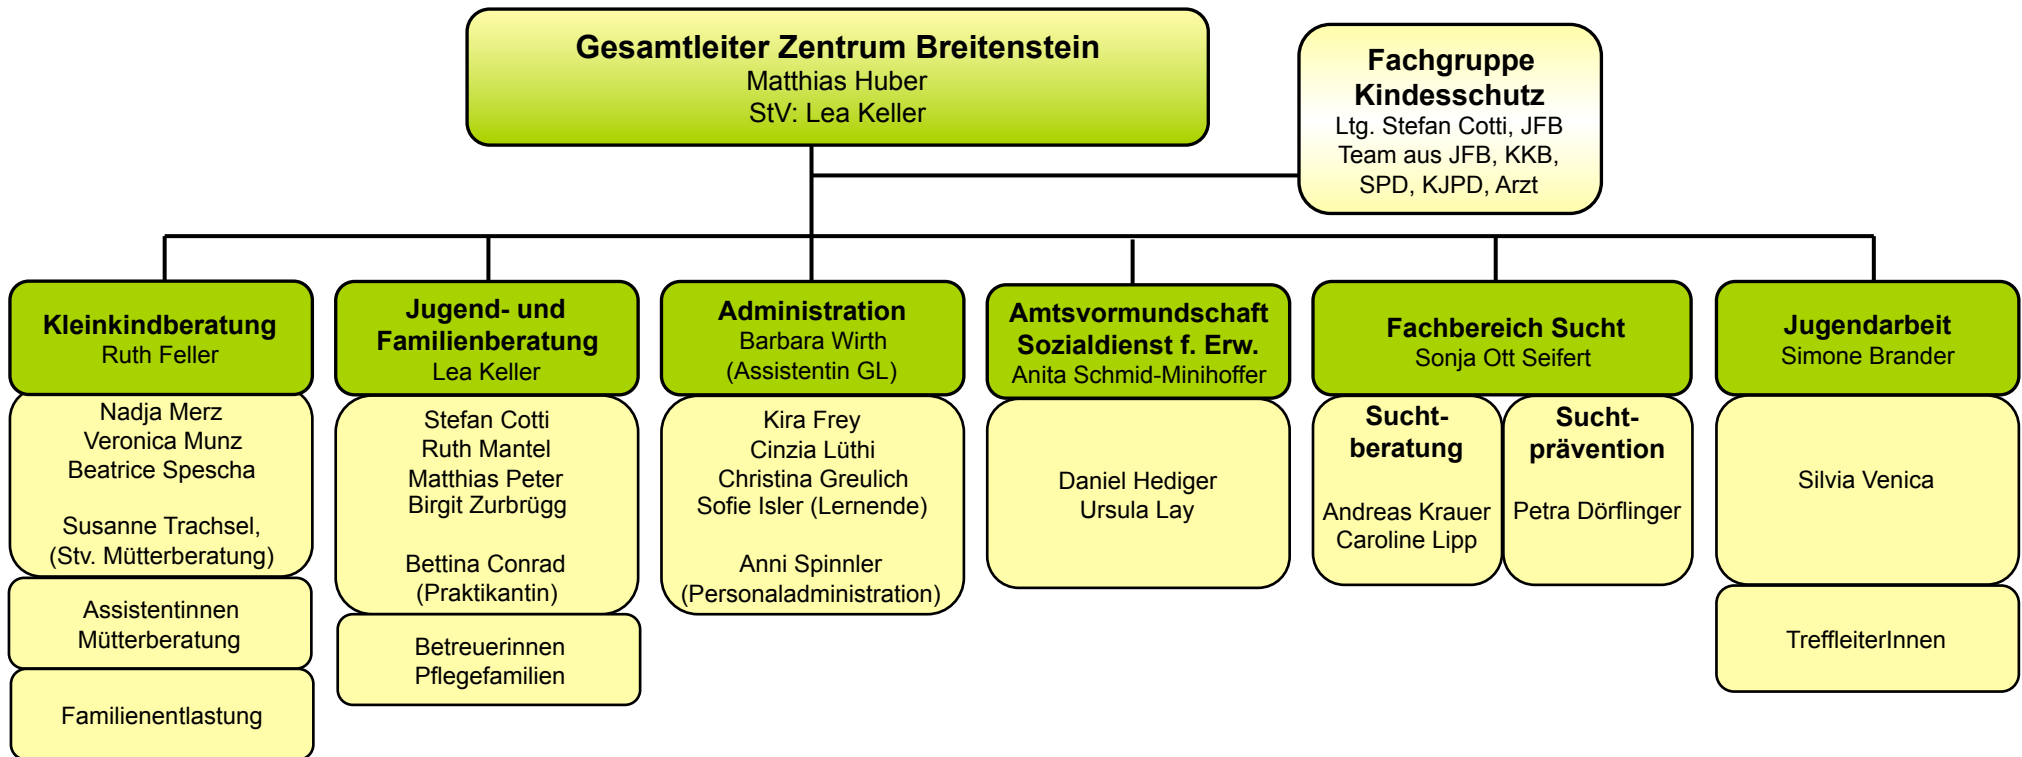 Gesamtleiter Zentrum Breitenstein
Matthias Huber
StV: Lea Keller
Fachgruppe
Kindesschutz
Ltg. Stefan Cotti, JFB
Team aus JFB, KKB,
SPD, KJPD, Arzt
Kleinkindberatung
Ruth Feller
Nadja Merz
Veronica Munz
Beatrice Spescha
Susanne Trachsel,
(Stv. Mütterberatung)
Assistentinnen
Mütterberatung
Familienentlastung
Jugend- und
Familienberatung
Lea Keller
Stefan Cotti
Ruth Mantel
Matthias Peter
Birgit Zurbrügg
Bettina Conrad
(Praktikantin)
Betreuerinnen
Pflegefamilien
Administration
Barbara Wirth
(Assistentin GL)
Kira Frey
Cinzia Lüthi
Christina Greulich
Sofie Isler (Lernende)
Anni Spinnler
(Personaladministration)
Amtsvormundschaft
Sozialdienst f. Erw.
Anita Schmid-Minihoffer
Daniel Hediger
Ursula Lay
Fachbereich Sucht
Sonja Ott Seifert
Sucht-
beratung
Andreas Krauer
Caroline Lipp
Sucht-
prävention
Petra Dörflinger
Jugendarbeit
Simone Brander
Silvia Venica
TreffleiterInnen